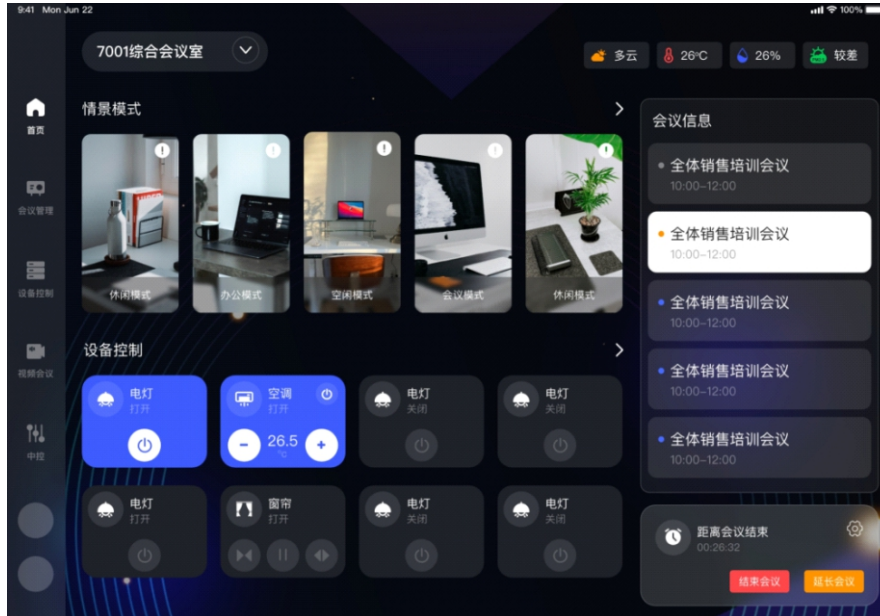 9:41 Mon Jun 22
100%
7001综合会议室
多云
26°C
26%
较差
首页
会议管理
设备控制
视频会议
中控
情景模式
休闲模式
办公模式
空闲模式
会议模式
休闲模式
设备控制
电灯
打开
空调
打开
26.5
°C
电灯
关闭
电灯
关闭
电灯
打开
窗帘
打开
电灯
关闭
电灯
关闭
会议信息
全体销售培训会议
10:00–12:00
全体销售培训会议
10:00–12:00
全体销售培训会议
10:00–12:00
全体销售培训会议
10:00–12:00
全体销售培训会议
10:00–12:00
距离会议结束
00:26:32
结束会议
延长会议